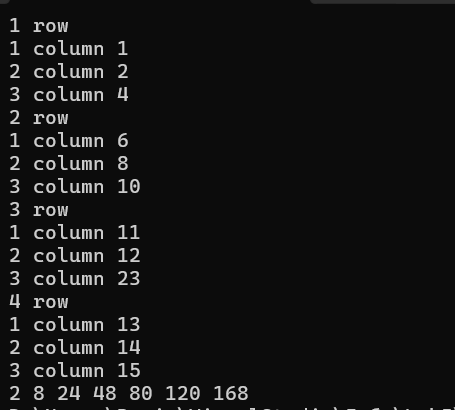 1 row
1 column 1
2 column 2
3 column 4
2 row
1 column 6
2 column 8
3 column 10
3 row
1 column 11
2 column 12
3 column 23
4 row
1 column 13
2 column 14
3 column 15
2 8 24 48 80 120 168